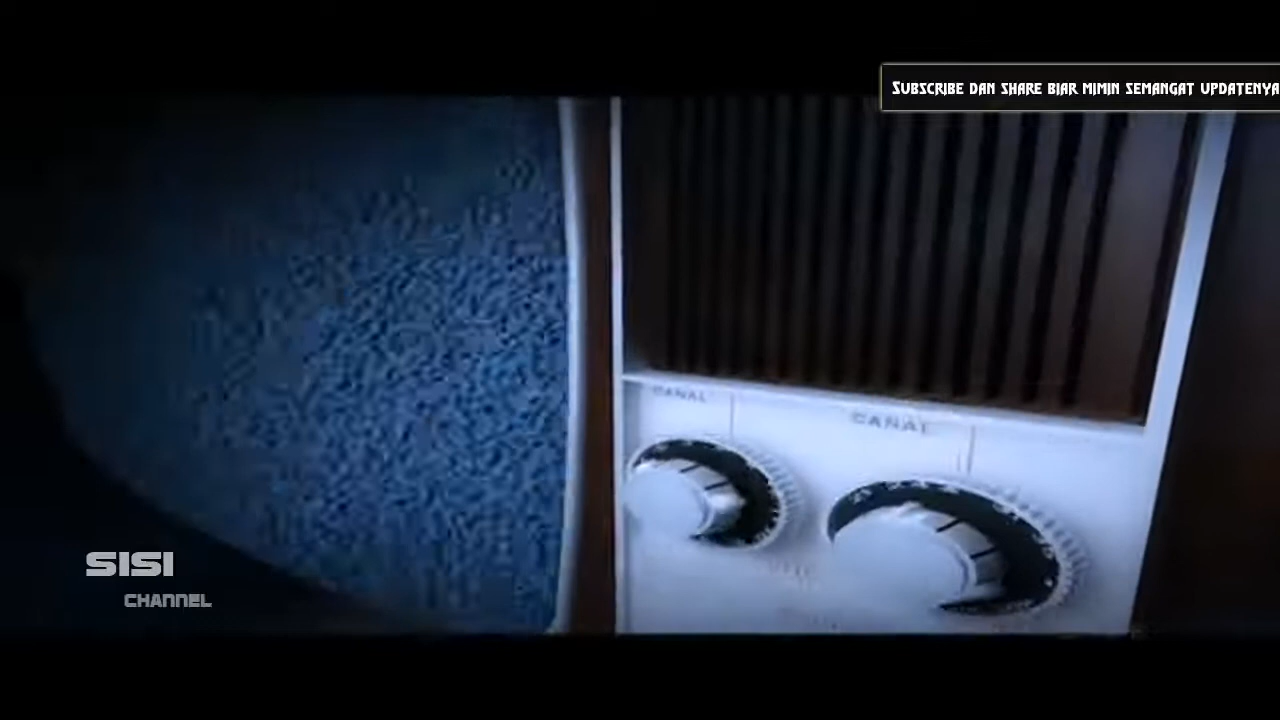 SUBSCRIBE DAN SHARE BIAR MIMIN SEMANGAT UPDATENYA
CANAL
CANAL
SISI
CHANNEL